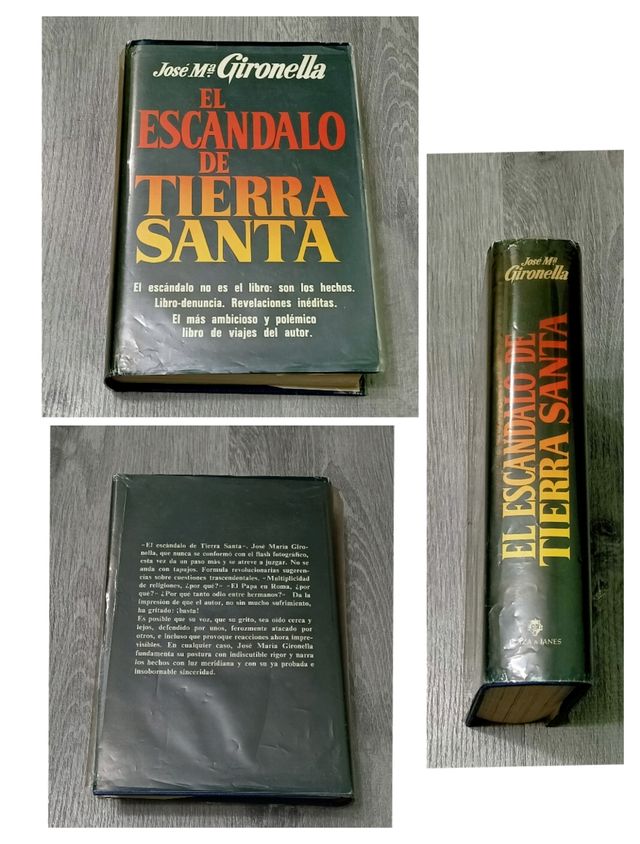 José Mª Gironella
EL
ESCANDALO
DE
TIERRA
SANTA
El escándalo no es el libro: son los hechos.
Libro-denuncia. Revelaciones inéditas.
El más ambicioso y polémico
libro de viajes del autor.
José Mª
Gironella
EL ESCANDALO DE
TIERRA SANTA
PLAZA & JANES
«El escándalo de Tierra Santa». José María Giro-
nella, que nunca se conformó con el flash fotográfico,
esta vez da un paso más y se atreve a juzgar. No se
anda con tapujos. Formula revolucionarias sugeren-
cias sobre cuestiones trascendentales. «Multiplicidad
de religiones, ¿por qué?» «El Papa en Roma, ¿por
qué?» «¿Por qué tanto odio entre hermanos?» Da la
impresión de que el autor, no sin mucho sufrimiento,
ha gritado: ¡basta!
Es posible que su voz, que su grito, sea oído cerca y
lejos, defendido por unos, ferozmente atacado por
otros, e incluso que provoque reacciones ahora impre-
visibles. En cualquier caso, José María Gironella
fundamenta su postura con indiscutible rigor y narra
los hechos con luz meridiana y con su ya probada e
insobornable sinceridad.